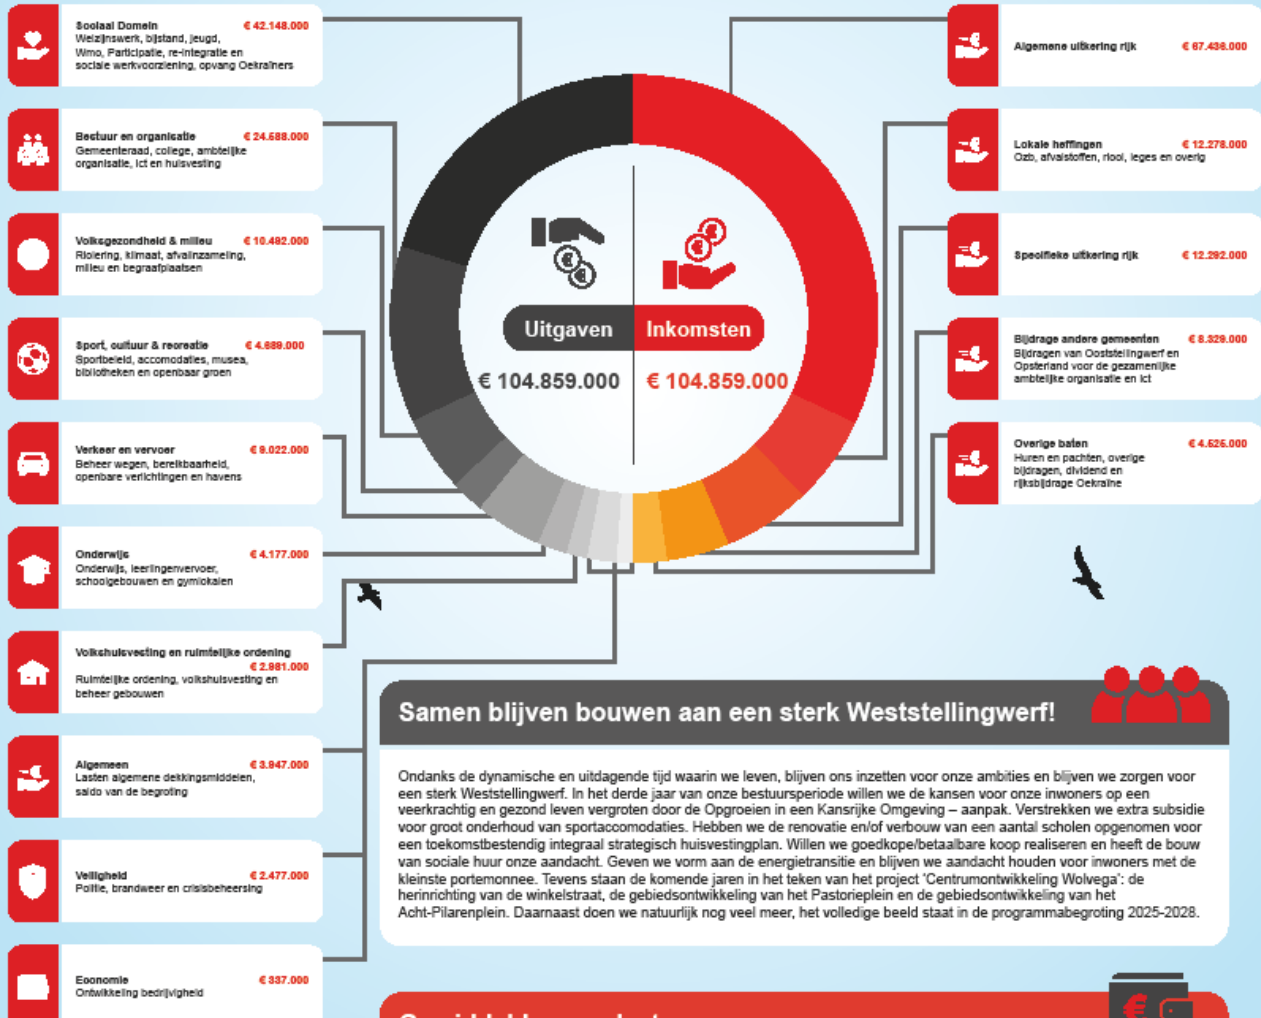 Sociaal Domein € 42.148.000
Welzijnswerk, bijstand, jeugd,
Wmo, Participatie, re-integratie en
sociale werkvoorziening, opvang Oekraïners
Bestuur en organisatie € 24.588.000
Gemeenteraad, college, ambtelijke
organisatie, ict en huisvesting
Volksgezondheid & milieu € 10.492.000
Riolering, klimaat, afvalinzameling,
milieu en begraafplaatsen
Sport, cultuur & recreatie € 4.689.000
Sportbeleid, accomodaties, musea,
bibliotheken en openbaar groen
Verkeer en vervoer € 9.022.000
Beheer wegen, bereikbaarheid,
openbare verlichtingen en havens
Onderwijs € 4.177.000
Onderwijs, leerlingenvervoer,
schoolgebouwen en gymlokalen
Volkshuisvesting en ruimtelijke ordening
€ 2.981.000
Ruimtelijke ordening, volkshuisvesting en
beheer gebouwen
Algemeen € 3.947.000
Lasten algemene dekkingsmiddelen,
saldo van de begroting
Veiligheid € 2.477.000
Politie, brandweer en crisisbeheersing
Economie € 337.000
Ontwikkeling bedrijvigheid
Uitgaven Inkomsten
€ 104.859.000 € 104.859.000
Algemene uitkering rijk € 67.436.000
Lokale heffingen € 12.278.000
Ozb, afvalstoffen, riool, leges en overig
Specifieke uitkering rijk € 12.292.000
Bijdrage andere gemeenten € 8.329.000
Bijdragen van Ooststellingwerf en
Opsterland voor de gezamenlijke
ambtelijke organisatie en ict
Overige baten € 4.525.000
Huren en pachten, overige
bijdragen, dividend en
rijksbijdrage Oekraïne
Samen blijven bouwen aan een sterk Weststellingwerf!
Ondanks de dynamische en uitdagende tijd waarin we leven, blijven ons inzetten voor onze ambities en blijven we zorgen voor
een sterk Weststellingwerf. In het derde jaar van onze bestuursperiode willen we de kansen voor onze inwoners op een
veerkrachtig en gezond leven vergroten door de Opgroeien in een Kansrijke Omgeving – aanpak. Verstrekken we extra subsidie
voor groot onderhoud van sportaccomodaties. Hebben we de renovatie en/of verbouw van een aantal scholen opgenomen voor
een toekomstbestendig integraal strategisch huisvestingplan. Willen we goedkope/betaalbare koop realiseren en heeft de bouw
van sociale huur onze aandacht. Geven we vorm aan de energietransitie en blijven we aandacht houden voor inwoners met de
kleinste portemonnee. Tevens staan de komende jaren in het teken van het project 'Centrumontwikkeling Wolvega': de
herinrichting van de winkelstraat, de gebiedsontwikkeling van het Pastorieplein en de gebiedsontwikkeling van het
Acht-Pilarenplein. Daarnaast doen we natuurlijk nog veel meer, het volledige beeld staat in de programmabegroting 2025-2028.